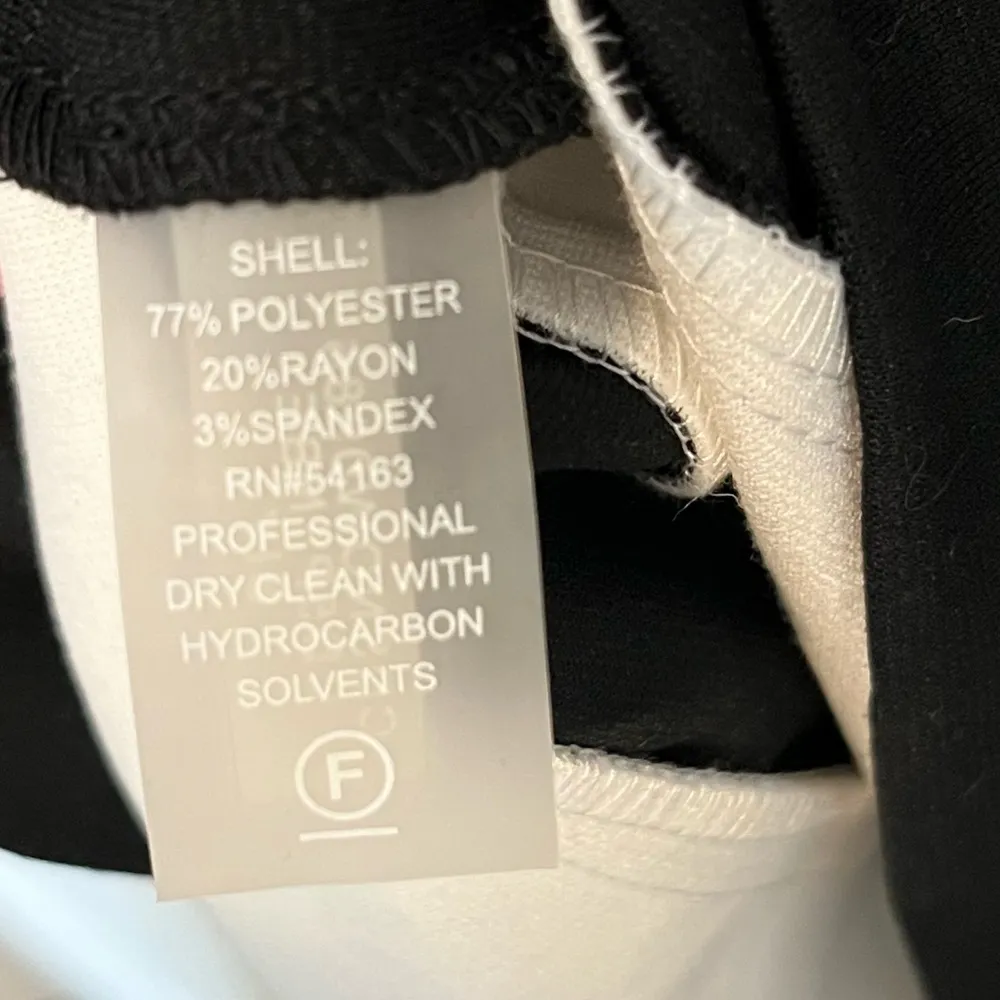 SHELL:
77% POLYESTER
20%RAYON
3%SPANDEX
RN#54163
PROFESSIONAL
DRY CLEAN WITH
HYDROCARBON
SOLVENTS
F